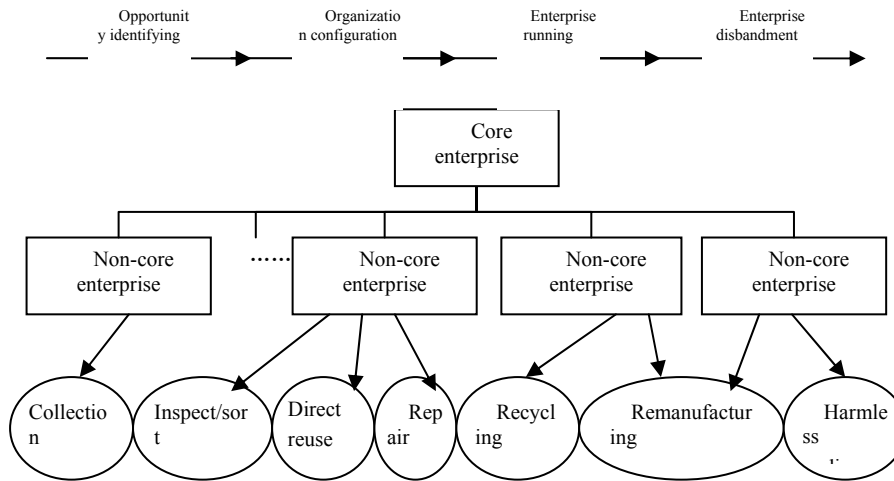 Opportunit
y identifying
Organizatio
n configuration
Enterprise
running
Enterprise
disbandment
Core
enterprise
Non-core
enterprise
......
Non-core
enterprise
Non-core
enterprise
Non-core
enterprise
Collectio
n
Inspect/sor
t
Direct
reuse
Rep
air
Recycl
ing
Remanufactur
ing
Harmle
ss